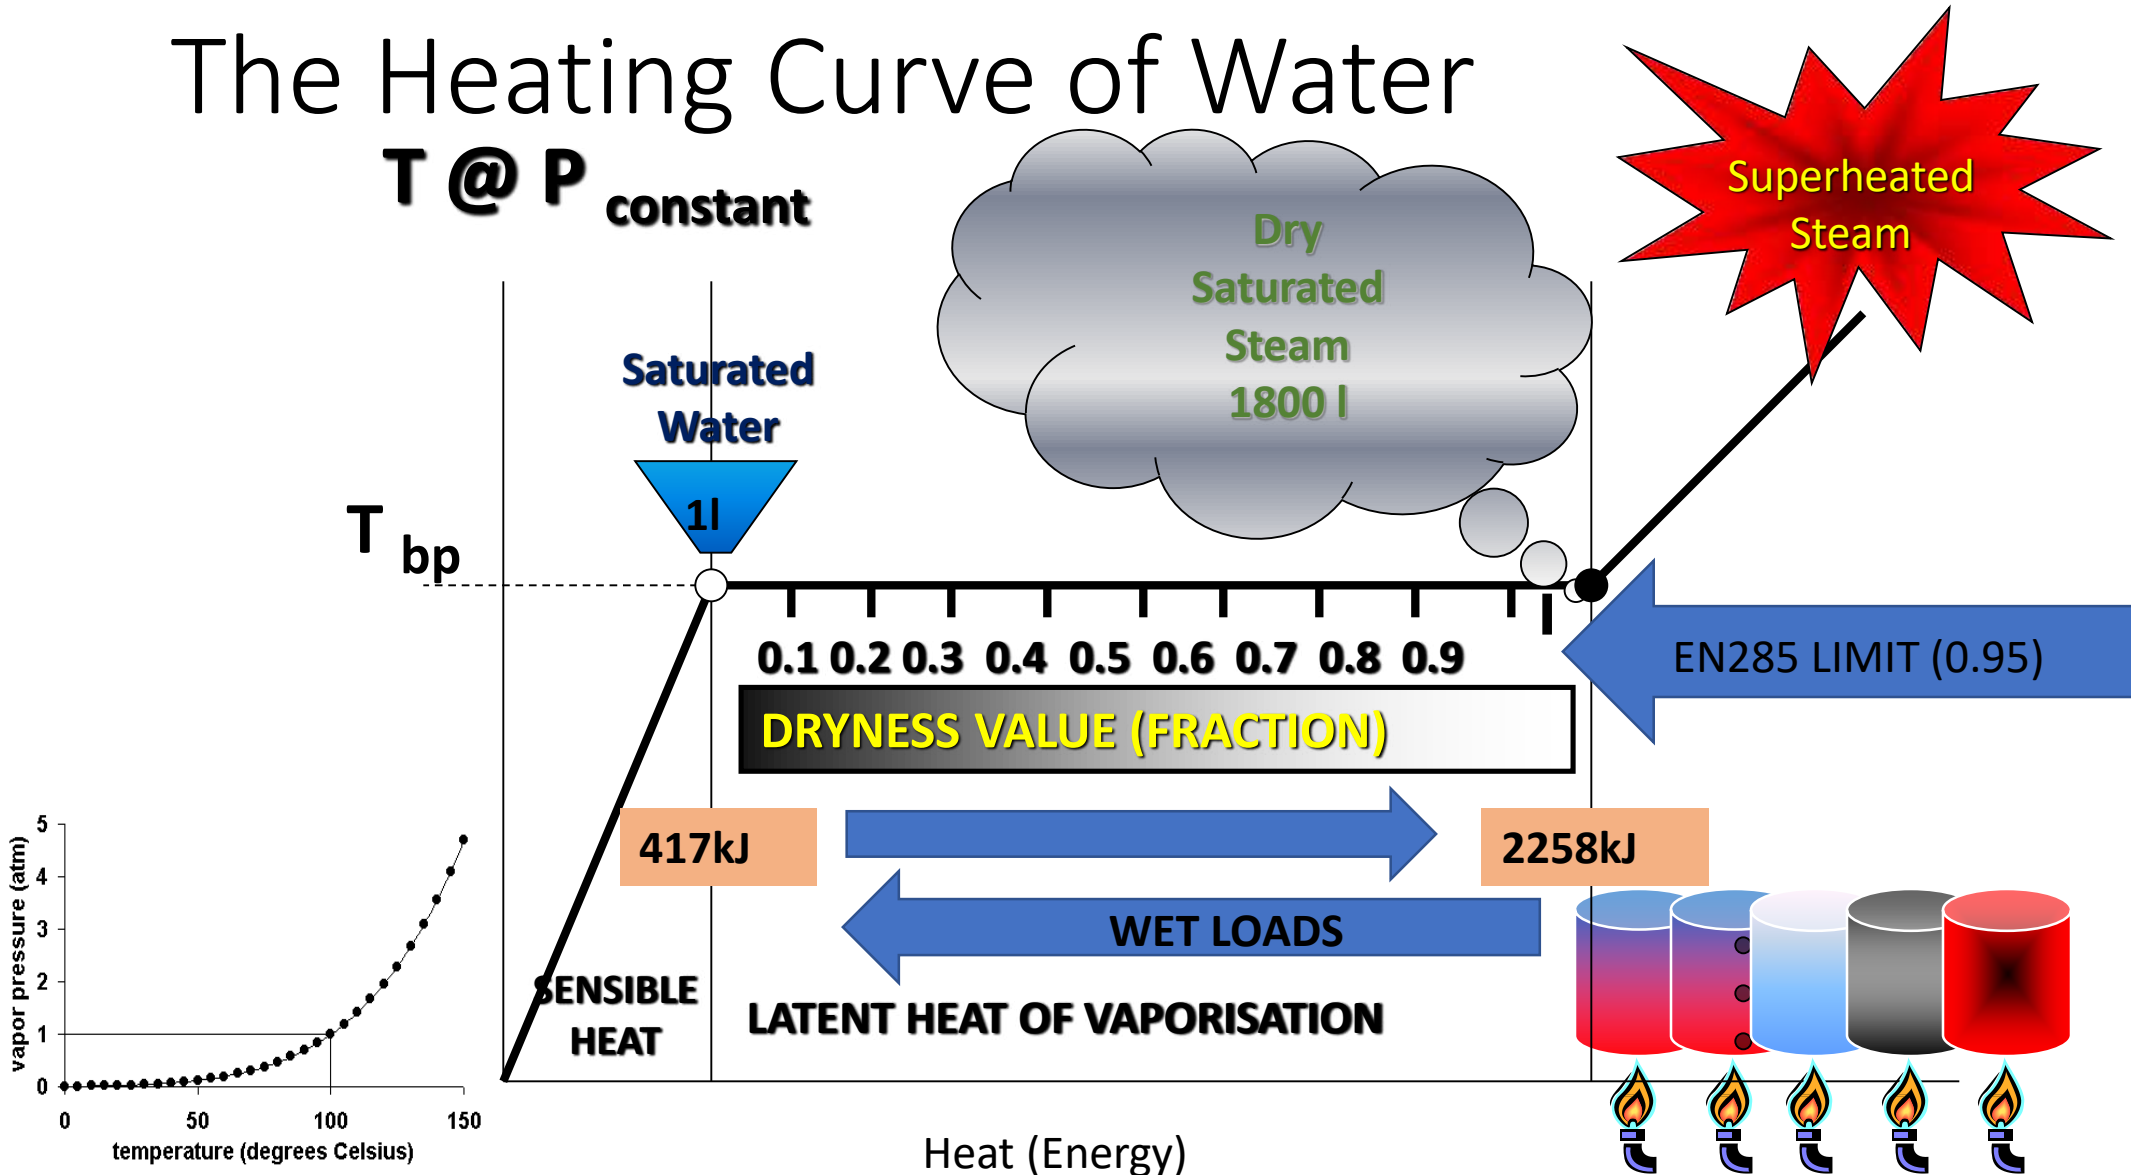 The Heating Curve of Water
T @ P constant
Superheated
Steam
Dry
Saturated
Steam
1800 l
Saturated
Water
1l
T bp
0.1 0.2 0.3 0.4 0.5 0.6 0.7 0.8 0.9
EN285 LIMIT (0.95)
DRYNESS VALUE (FRACTION)
417kJ
2258kJ
WET LOADS
SENSIBLE
HEAT
LATENT HEAT OF VAPORISATION
vapor pressure (atm)
5
4
3
2
1
0
0 50 100 150
temperature (degrees Celsius)
Heat (Energy)